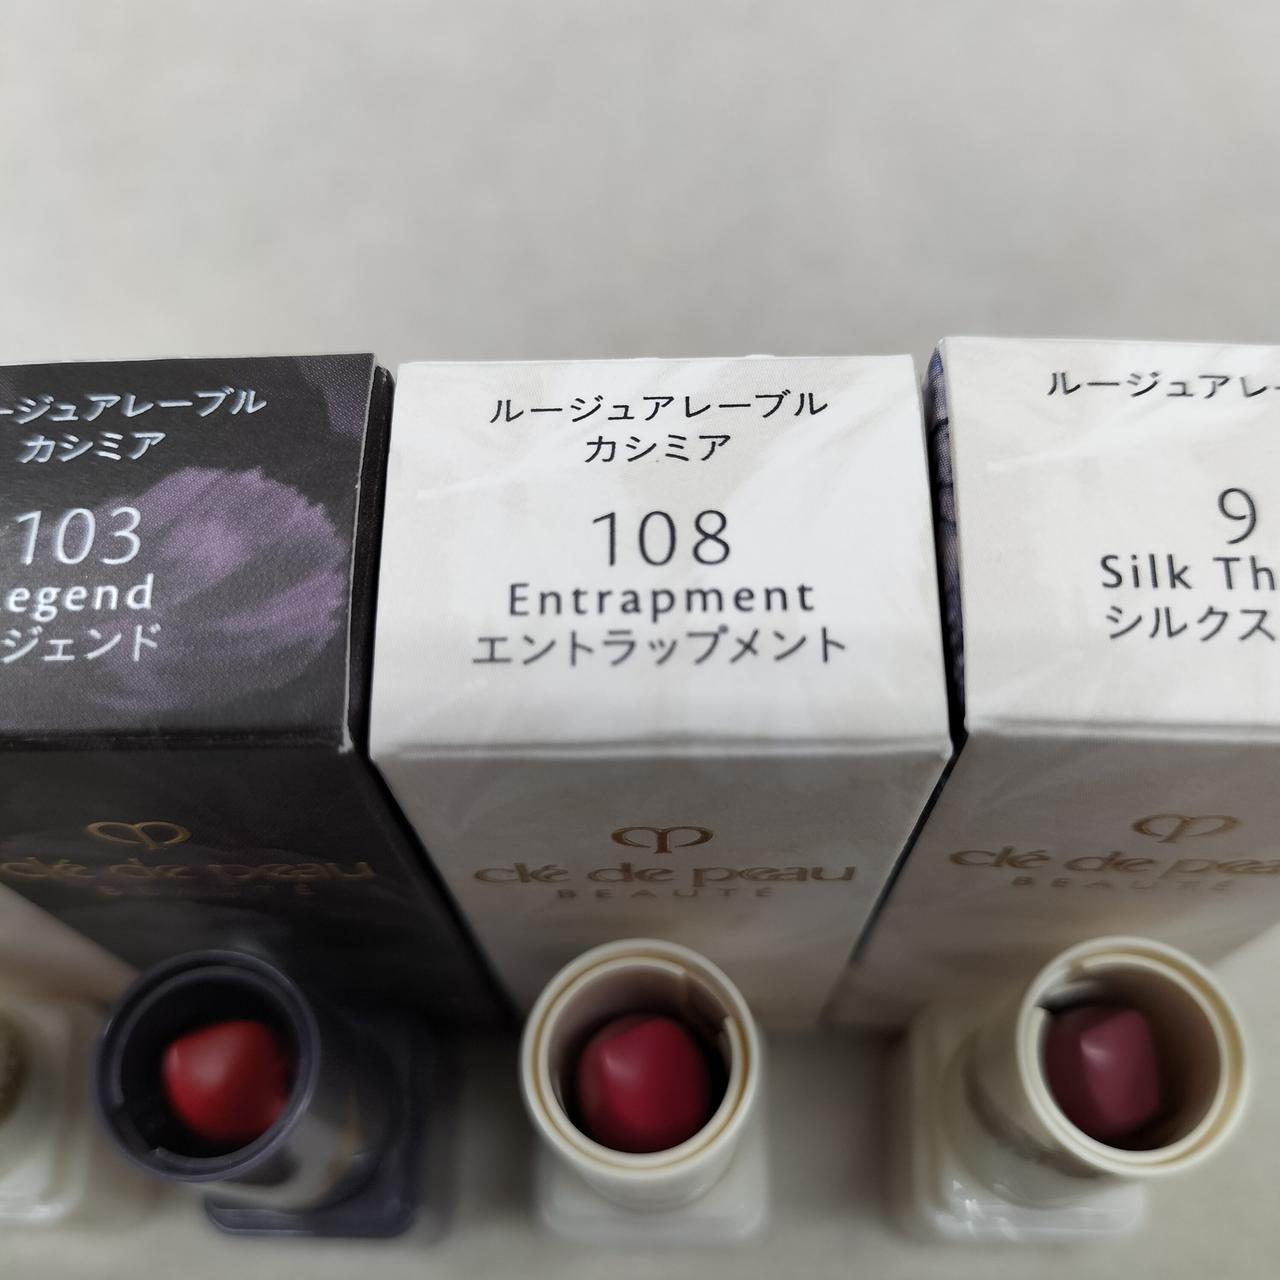 ージュアレーブル
カシミア
103
egend
ジェンド
clé de peau
BEAUTÉ
ルージュアレーブル
カシミア
108
Entrapment
エントラップメント
clé de peau
BEAUTÉ
ルージュアレ
9
Silk Th
シルクス
clé de pea
BEAUTÉ